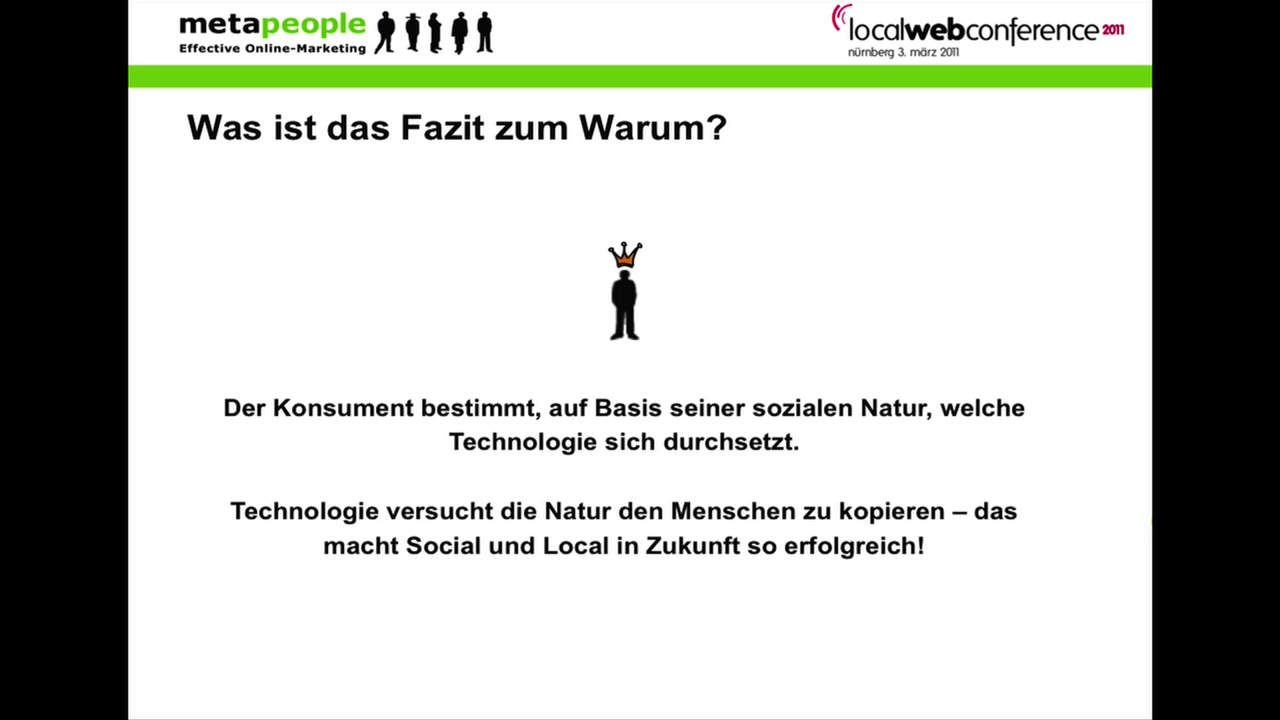 metapeople
Effective Online-Marketing
localwebconference 2011
nürnberg 3. märz 2011
Was ist das Fazit zum Warum?
Der Konsument bestimmt, auf Basis seiner sozialen Natur, welche
Technologie sich durchsetzt.
Technologie versucht die Natur den Menschen zu kopieren – das
macht Social und Local in Zukunft so erfolgreich!